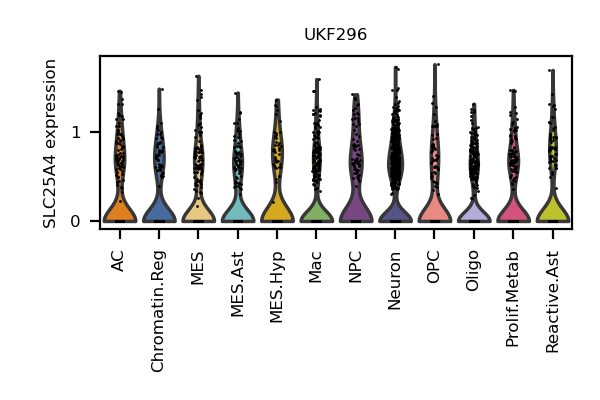 UKF296
SLC25A4 expression
1
0
AC
Chromatin.Reg
MES
MES.Ast
MES.Hyp
Mac
NPC
Neuron
OPC
Oligo
Prolif.Metab
Reactive.Ast